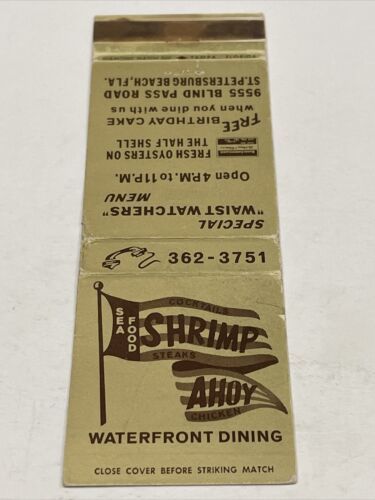 SPECIAL
"WAIST WATCHERS"
MENU
Open 4 P.M. to 11 P.M.
FRESH OYSTERS ON
THE HALF SHELL
FREE BIRTHDAY CAKE
when you dine with us
9555 BLIND PASS ROAD
ST. PETERSBURG BEACH, FLA.
362-3751
COCKTAILS
SEA
FOOD
SHRIMP
STEAKS
AHOY
CHICKEN
WATERFRONT DINING
CLOSE COVER BEFORE STRIKING MATCH